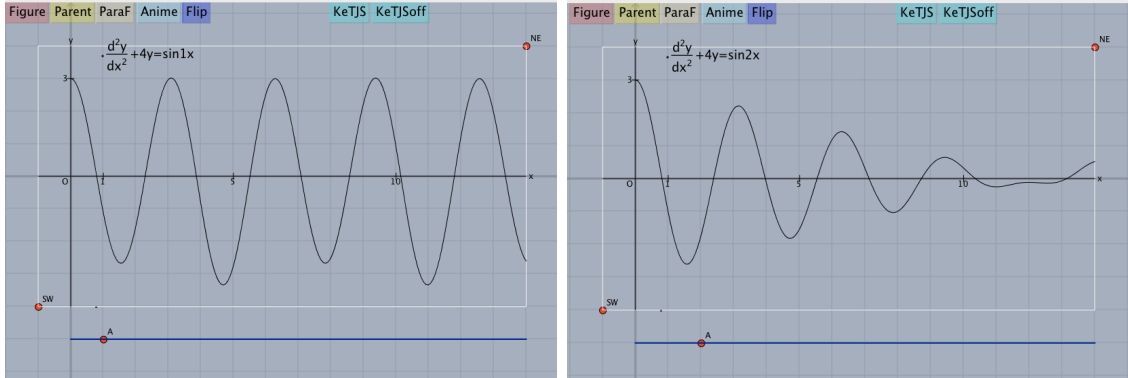 Figure Parent ParaF Anime Flip KeTJS KeTJSoff
NE
y
d²y/dx² +4y=sin1x
3
O 1 5 10 x
SW
A
Figure Parent ParaF Anime Flip KeTJS KeTJSoff
NE
y
d²y/dx² +4y=sin2x
3
O 1 5 10 x
SW
A